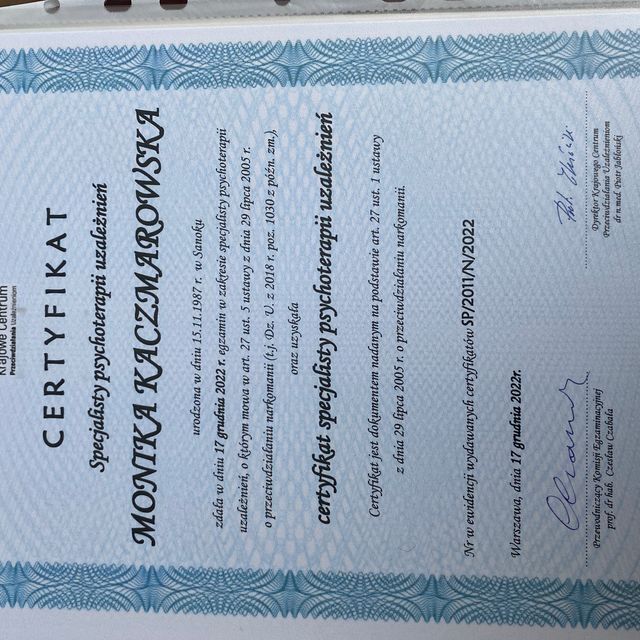 Krajowe Centrum
Przeciwdziałania Uzależnieniom
CERTYFIKAT
Specjalisty psychoterapii uzależnień
MONIKA KACZMAROWSKA
urodzona w dniu 15.11.1987 r. w Sanoku
zdała w dniu 17 grudnia 2022 r. egzamin w zakresie specjalisty psychoterapii
uzależnień, o którym mowa w art. 27 ust. 5 ustawy z dnia 29 lipca 2005 r.
o przeciwdziałaniu narkomanii (t.j. Dz. U. z 2018 r. poz. 1030 z późn. zm.),
oraz uzyskała
certyfikat specjalisty psychoterapii uzależnień
Certyfikat jest dokumentem nadanym na podstawie art. 27 ust. 1 ustawy
z dnia 29 lipca 2005 r. o przeciwdziałaniu narkomanii.
Nr w ewidencji wydawanych certyfikatów SP/2011/N/2022
Warszawa, dnia 17 grudnia 2022r.
Przewodniczący Komisji Egzaminacyjnej
prof. dr hab. Czesław Czabała
Dyrektor Krajowego Centrum
Przeciwdziałania Uzależnieniom
dr n. med. Piotr Jabłoński